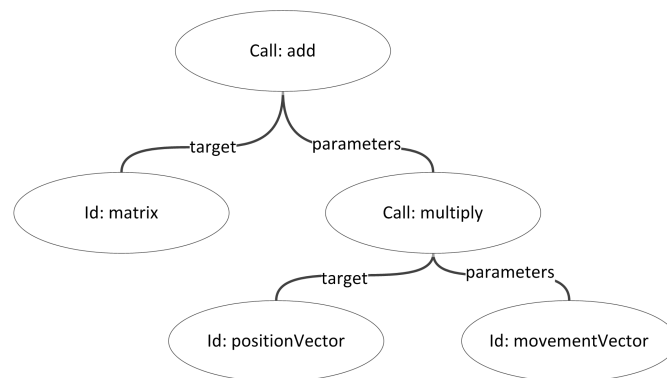 Call: add
target
parameters
Id: matrix
Call: multiply
target
parameters
Id: positionVector
Id: movementVector